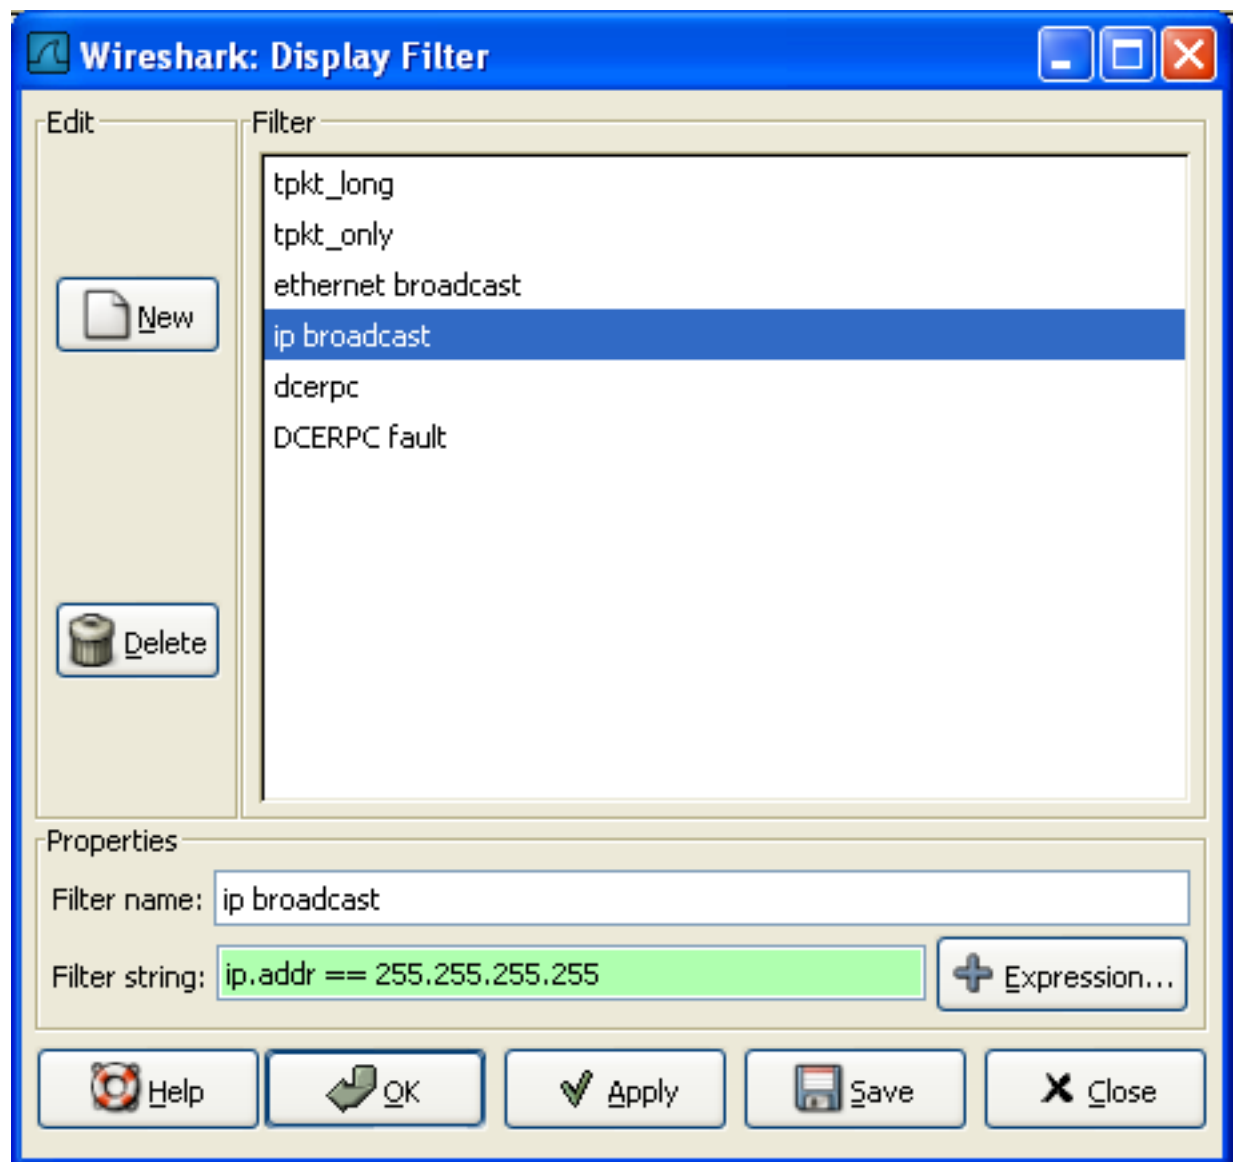 Wireshark: Display Filter
Edit
Filter
tpkt_long
tpkt_only
ethernet broadcast
ip broadcast
dcerpc
DCERPC fault
New
Delete
Properties
Filter name: ip broadcast
Filter string: ip.addr == 255.255.255.255 Expression...
Help OK Apply Save Close